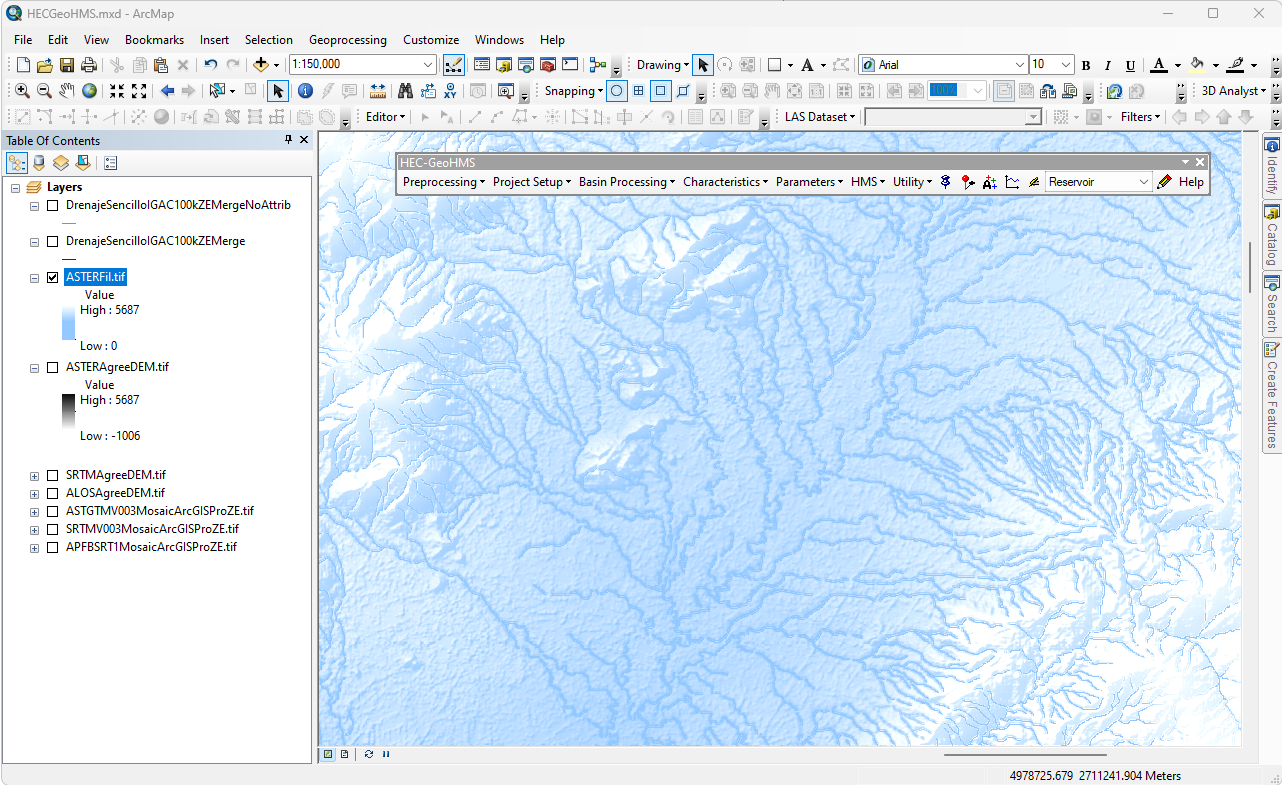 HECGeoHMS.mxd - ArcMap
File Edit View Bookmarks Insert Selection Geoprocessing Customize Windows Help
1:150,000 Drawing Arial 10 B I U A
Snapping 100% 3D Analyst
Editor LAS Dataset Filters
Table Of Contents
Layers
DrenajeSencilloIGAC100kZEMergeNoAttrib
DrenajeSencilloIGAC100kZEMerge
ASTERFil.tif
Value
High : 5687
Low : 0
ASTERAgreeDEM.tif
Value
High : 5687
Low : -1006
SRTMAgreeDEM.tif
ALOSAgreeDEM.tif
ASTGTMV003MosaicArcGISProZE.tif
SRTMV003MosaicArcGISProZE.tif
APFBSRT1MosaicArcGISProZE.tif
HEC-GeoHMS
Preprocessing Project Setup Basin Processing Characteristics Parameters HMS Utility Reservoir Help
Identify
Catalog
Search
Create Features
4978725.679 2711241.904 Meters